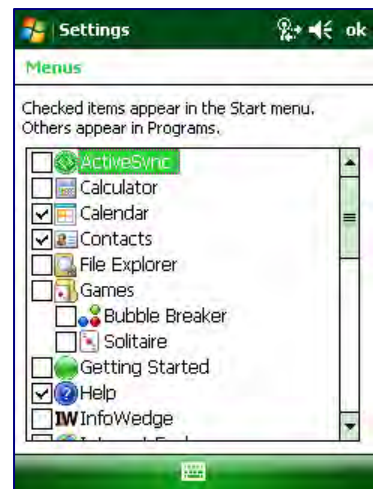 Settings
ok
Menus
Checked items appear in the Start menu.
Others appear in Programs.
ActiveSync
Calculator
Calendar
Contacts
File Explorer
Games
Bubble Breaker
Solitaire
Getting Started
Help
IW InfoWedge